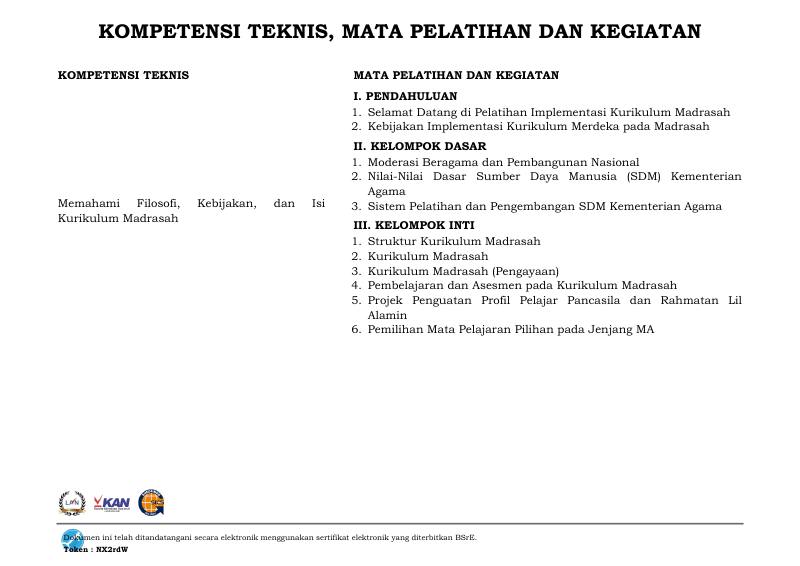 KOMPETENSI TEKNIS, MATA PELATIHAN DAN KEGIATAN
KOMPETENSI TEKNIS
Memahami Filosofi, Kebijakan, dan Isi
Kurikulum Madrasah
MATA PELATIHAN DAN KEGIATAN
I. PENDAHULUAN
1. Selamat Datang di Pelatihan Implementasi Kurikulum Madrasah
2. Kebijakan Implementasi Kurikulum Merdeka pada Madrasah
II. KELOMPOK DASAR
1. Moderasi Beragama dan Pembangunan Nasional
2. Nilai-Nilai Dasar Sumber Daya Manusia (SDM) Kementerian
Agama
3. Sistem Pelatihan dan Pengembangan SDM Kementerian Agama
III. KELOMPOK INTI
1. Struktur Kurikulum Madrasah
2. Kurikulum Madrasah
3. Kurikulum Madrasah (Pengayaan)
4. Pembelajaran dan Asesmen pada Kurikulum Madrasah
5. Projek Penguatan Profil Pelajar Pancasila dan Rahmatan Lil
Alamin
6. Pemilihan Mata Pelajaran Pilihan pada Jenjang MA
KAN
Dokumen ini telah ditandatangani secara elektronik menggunakan sertifikat elektronik yang diterbitkan BSrE.
Token : NX2rdW